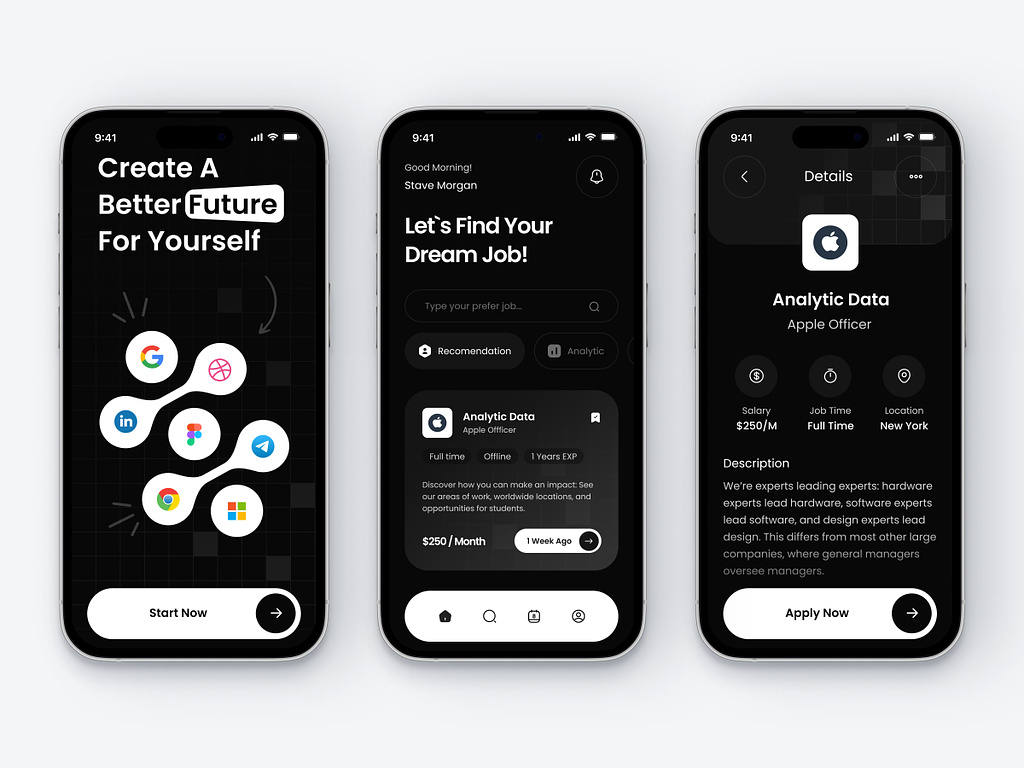 9:41
Create A
Better Future
For Yourself
in
Start Now
9:41
Good Morning!
Stave Morgan
Let`s Find Your
Dream Job!
Type your prefer job...
Recomendation
Analytic
Analytic Data
Apple Offficer
Full time
Offline
1 Years EXP
Discover how you can make an impact: See
our areas of work, worldwide locations, and
opportunities for students.
$250 / Month
1 Week Ago
9:41
Details
Analytic Data
Apple Officer
Salary
$250/M
Job Time
Full Time
Location
New York
Description
We're experts leading experts: hardware
experts lead hardware, software experts
lead software, and design experts lead
design. This differs from most other large
companies, where general managers
oversee managers.
Apply Now